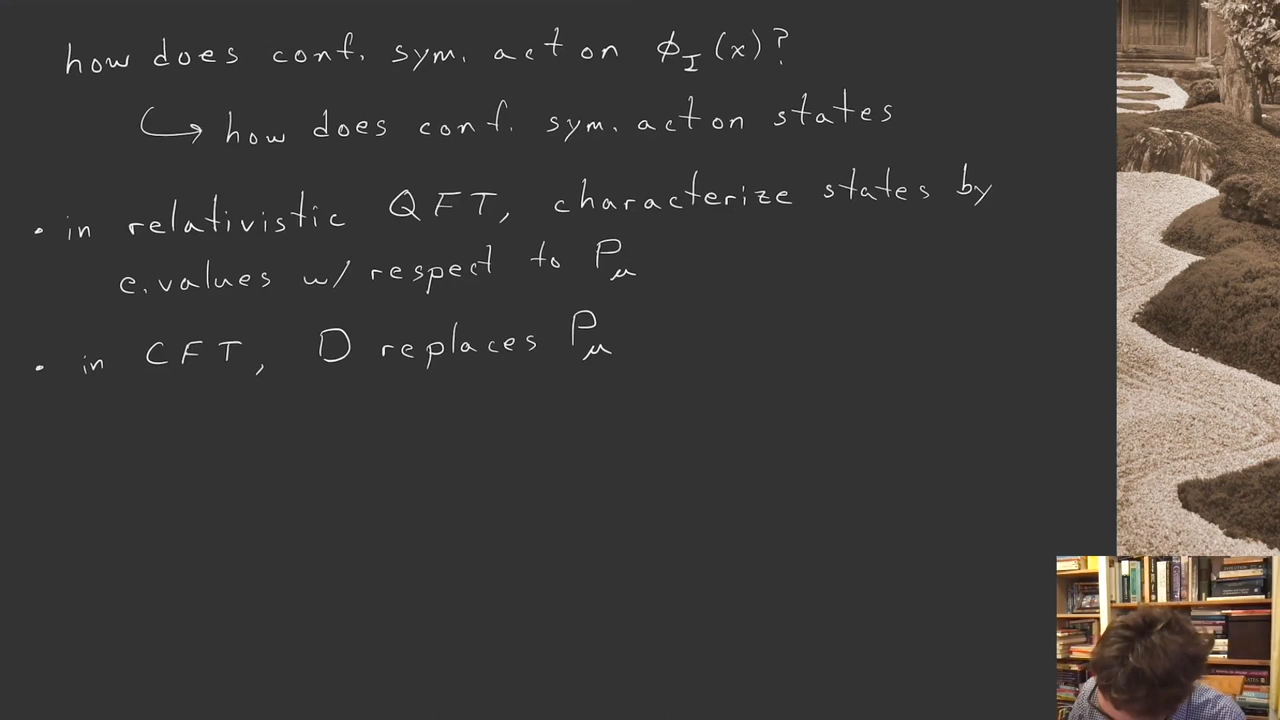 how does conf. sym. act on ϕ_I(x)?
↪ how does conf. sym. act on states
• in relativistic QFT, characterize states by
e.values w/ respect to P_μ
• in CFT, D replaces P_μ